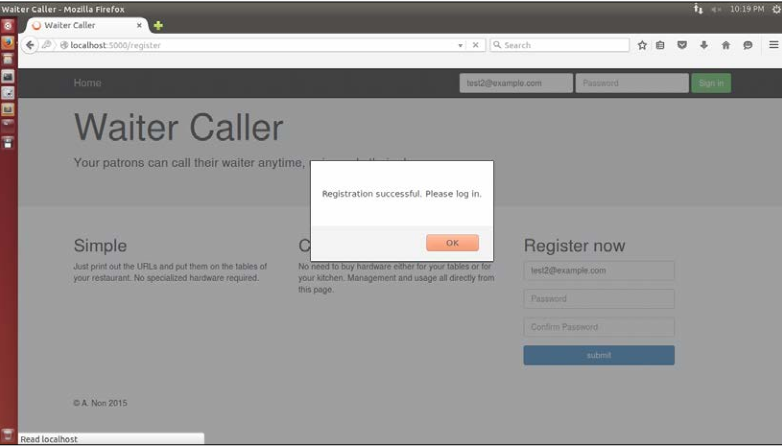 Waiter Caller - Mozilla Firefox
10:19 PM
Waiter Caller
localhost:5000/register
Search
Home
test2@example.com
Password
Sign in
Waiter Caller
Your patrons can call their waiter anytime,
Registration successful. Please log in.
OK
Simple
Just print out the URLs and put them on the tables of
your restaurant. No specialized hardware required.
C
No need to buy hardware either for your tables or for
your kitchen. Management and usage all directly from
this page.
Register now
test2@example.com
Password
Confirm Password
submit
© A. Non 2015
Read localhost